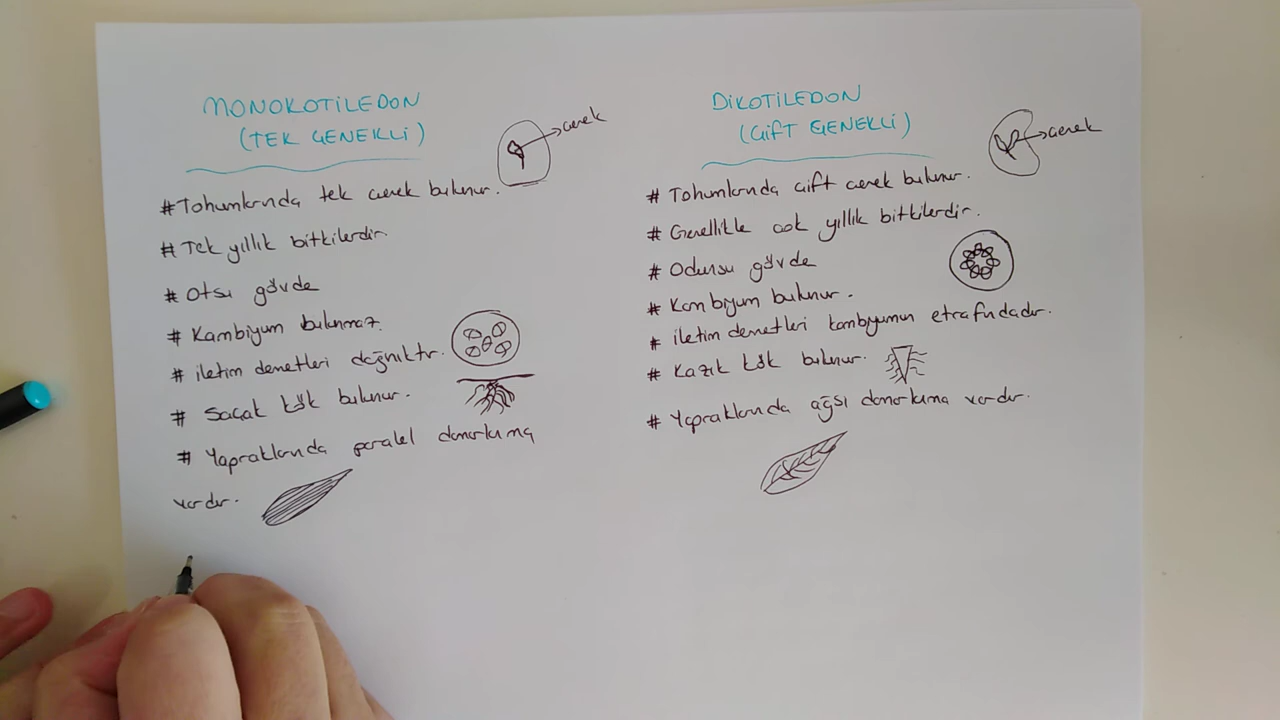 MONOKOTİLEDON
(TEK ÇENEKLİ)
çenek
#Tohumlarında tek çenek bulunur.
# Tek yıllık bitkilerdir
# Otsu gövde
# Kambiyum bulunmaz.
# iletim demetleri dağınıktır.
# Saçak kök bulunur.
# Yapraklarında paralel damarlanma
vardır.
DİKOTİLEDON
(Çift ÇENEKLİ)
çenek
# Tohumlarında çift çenek bulunur.
# Genellikle çok yıllık bitkilerdir.
# Odunsu gövde
# Kambiyum bulunur.
# iletim demetleri kambiyumun etrafındadır.
# Kazık kök bulunur.
# Yapraklarında ağsı damarlanma vardır.